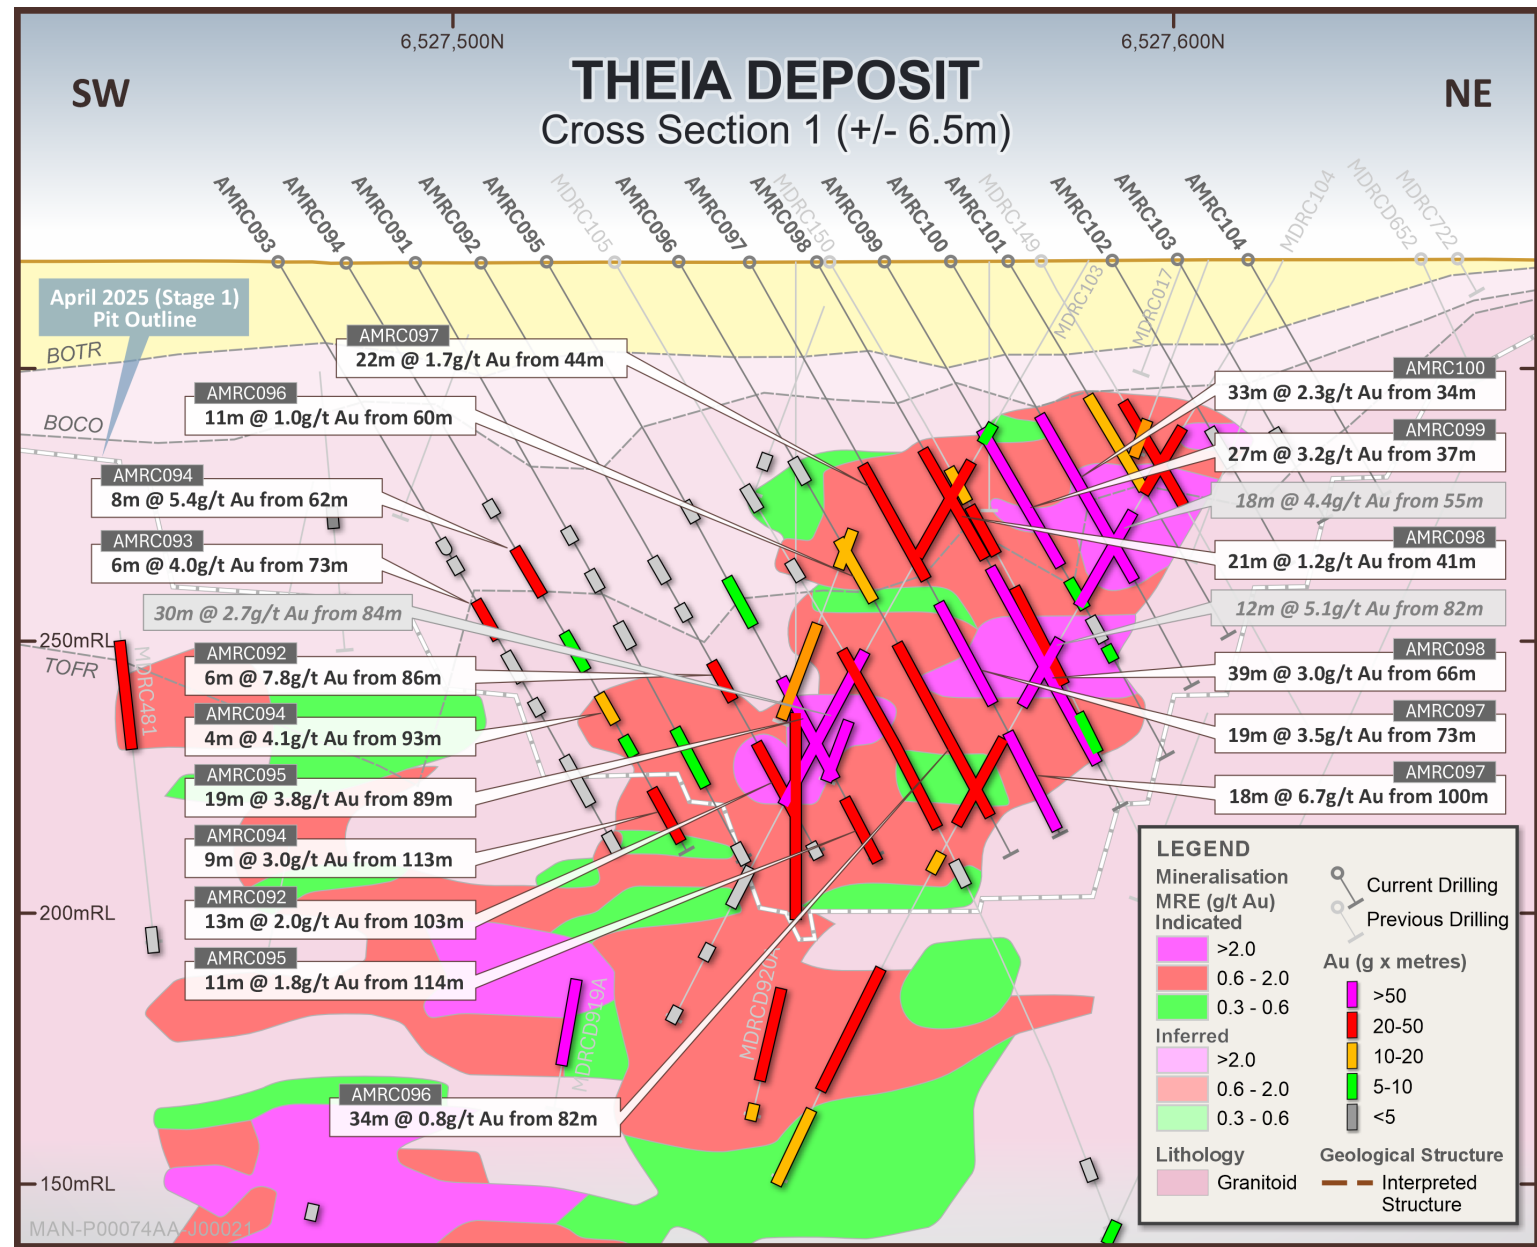 6,527,500N
6,527,600N
SW
THEIA DEPOSIT
NE
Cross Section 1 (+/- 6.5m)
AMRC093
AMRC094
AMRC091
AMRC092
AMRC095
MDRC105
AMRC096
AMRC097
AMRC098
MDRC150
AMRC099
AMRC100
AMRC101
MDRC149
AMRC102
AMRC103
AMRC104
MDRC104
MDRCD652
MDRC722
MDRC103
MDRC017
April 2025 (Stage 1)
Pit Outline
BOTR
BOCO
TOFR
250mRL
200mRL
150mRL
MDRC481
MDRCD919A
MDRCD920A
AMRC097
22m @ 1.7g/t Au from 44m
AMRC096
11m @ 1.0g/t Au from 60m
AMRC094
8m @ 5.4g/t Au from 62m
AMRC093
6m @ 4.0g/t Au from 73m
30m @ 2.7g/t Au from 84m
AMRC092
6m @ 7.8g/t Au from 86m
AMRC094
4m @ 4.1g/t Au from 93m
AMRC095
19m @ 3.8g/t Au from 89m
AMRC094
9m @ 3.0g/t Au from 113m
AMRC092
13m @ 2.0g/t Au from 103m
AMRC095
11m @ 1.8g/t Au from 114m
AMRC096
34m @ 0.8g/t Au from 82m
AMRC100
33m @ 2.3g/t Au from 34m
AMRC099
27m @ 3.2g/t Au from 37m
18m @ 4.4g/t Au from 55m
AMRC098
21m @ 1.2g/t Au from 41m
12m @ 5.1g/t Au from 82m
AMRC098
39m @ 3.0g/t Au from 66m
AMRC097
19m @ 3.5g/t Au from 73m
AMRC097
18m @ 6.7g/t Au from 100m
LEGEND
Mineralisation
MRE (g/t Au)
Indicated
>2.0
0.6 - 2.0
0.3 - 0.6
Inferred
>2.0
0.6 - 2.0
0.3 - 0.6
Lithology
Granitoid
Current Drilling
Previous Drilling
Au (g x metres)
>50
20-50
10-20
5-10
<5
Geological Structure
Interpreted
Structure
MAN-P00074AA-J00021